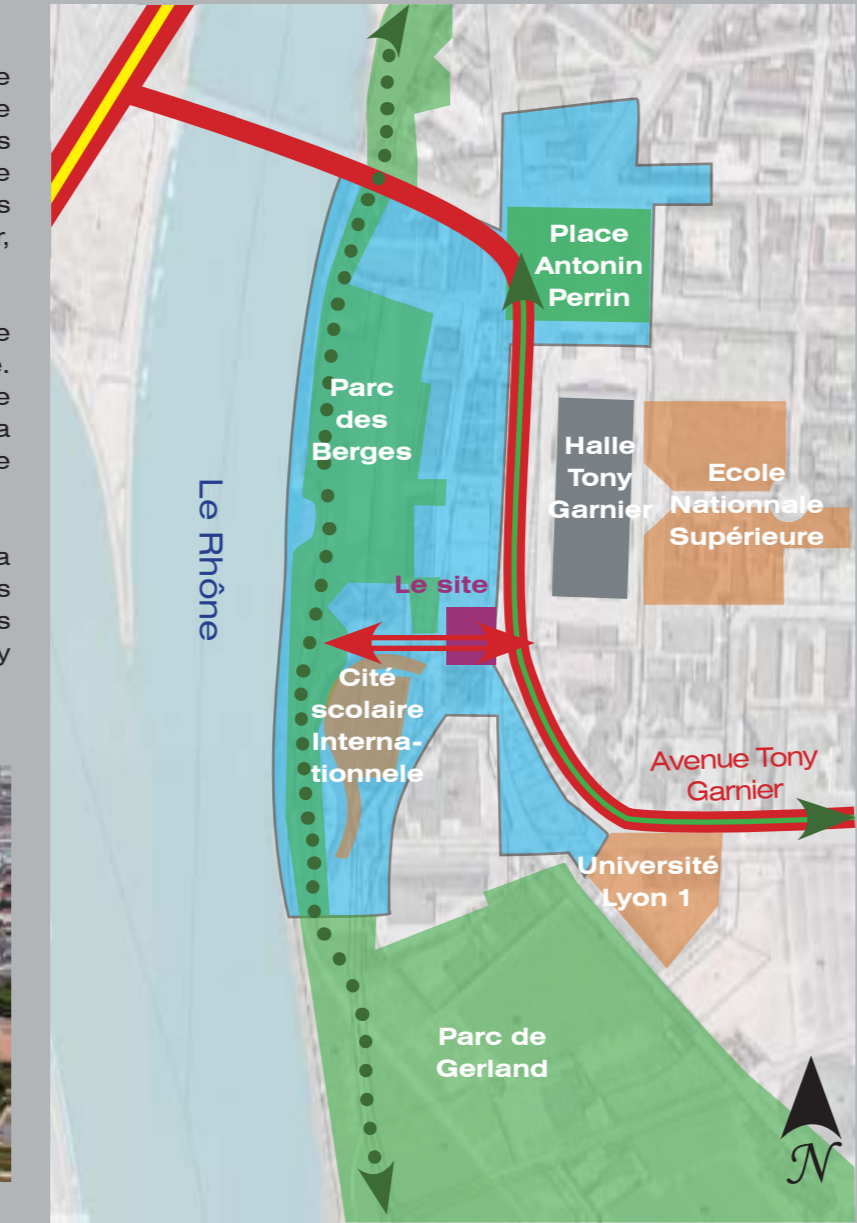 e
e
s
e
s
r,
e
e.
e
a
e
a
s
s
y
Place
Antonin
Perrin
Parc
des
Berges
Halle
Tony
Garnier
Ecole
Nationnale
Supérieure
Le Rhône
Le site
Cité
scolaire
Interna-
tionnele
Avenue Tony
Garnier
Université
Lyon 1
Parc de
Gerland
N